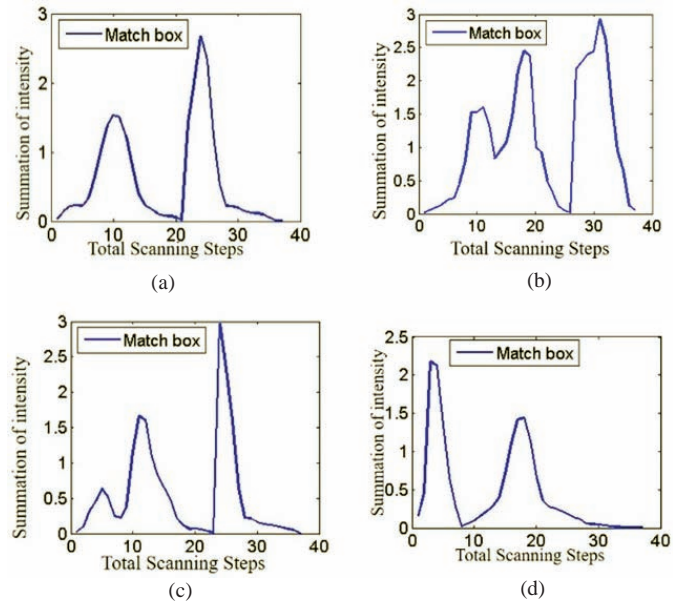 Match box
Summation of intensity
3
2
1
0
0 10 20 30 40
Total Scanning Steps
(a)
Match box
Summation of intensity
3
2.5
2
1.5
1
0.5
0
0 10 20 30 40
Total Scanning Steps
(b)
Match box
Summation of intensity
3
2.5
2
1.5
1
0.5
0
0 10 20 30 40
Total Scanning Steps
(c)
Match box
Summation of intensity
2.5
2
1.5
1
0.5
0
0 10 20 30 40
Total Scanning Steps
(d)